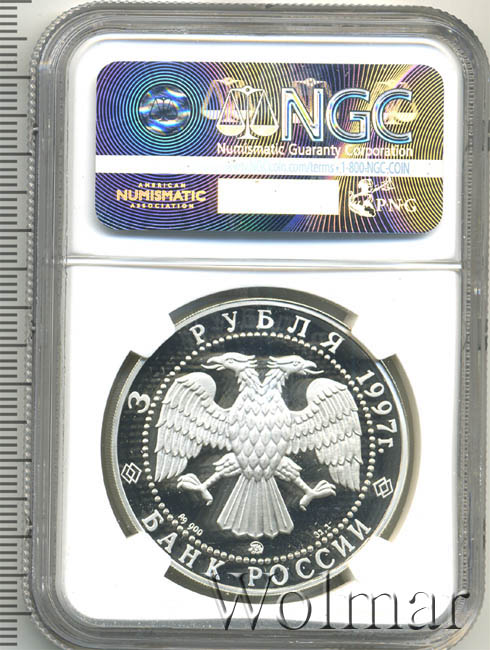 NGC
Numismatic Guaranty Corporation
.com/terms • 1-800-NGC-COIN
AMERICAN
NUMISMATIC
ASSOCIATION
PNG
3 РУБЛЯ 1997г.
Ag 900
31,1
БАНК РОССИИ
Wolmar